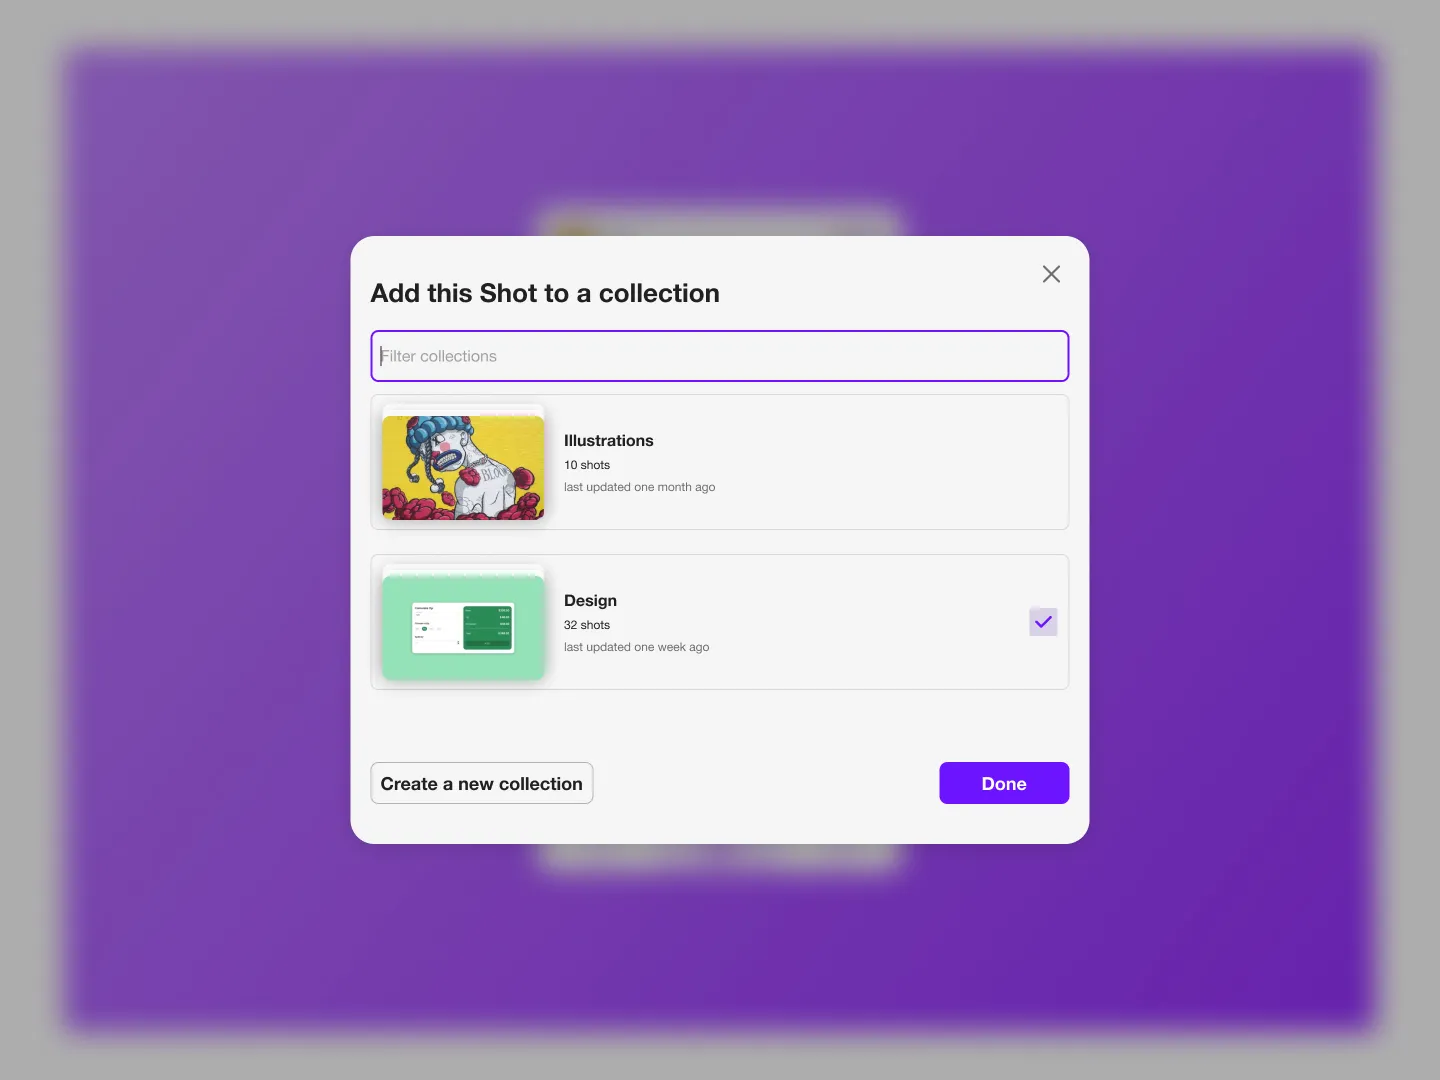 Add this Shot to a collection
Filter collections
BLOOM
Illustrations
10 shots
last updated one month ago
Design
32 shots
last updated one week ago
Create a new collection
Done